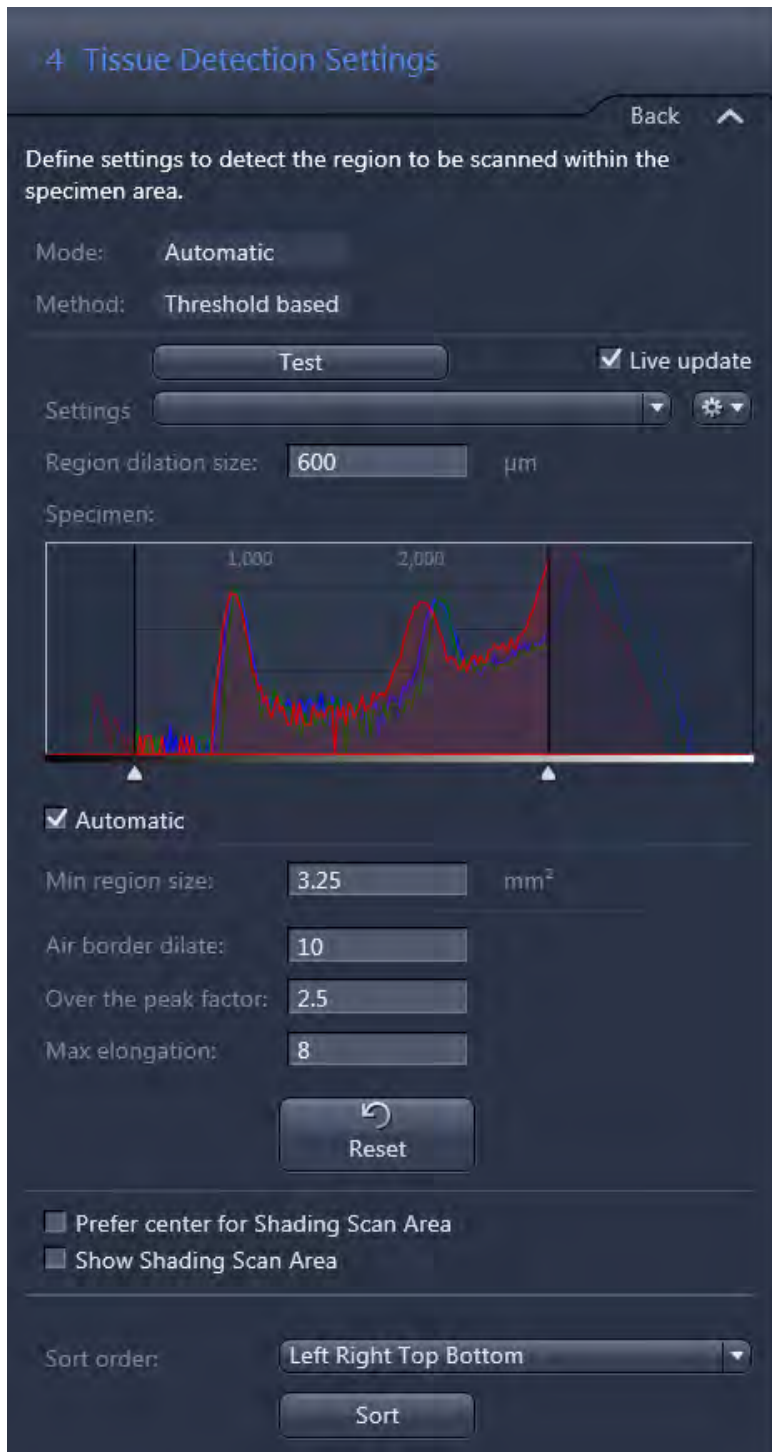 4 Tissue Detection Settings
Back
Define settings to detect the region to be scanned within the
specimen area.
Mode: Automatic
Method: Threshold based
Test Live update
Settings
Region dilation size: 600 µm
Specimen:
1,000 2,000
Automatic
Min region size: 3.25 mm²
Air border dilate: 10
Over the peak factor: 2.5
Max elongation: 8
Reset
Prefer center for Shading Scan Area
Show Shading Scan Area
Sort order: Left Right Top Bottom
Sort